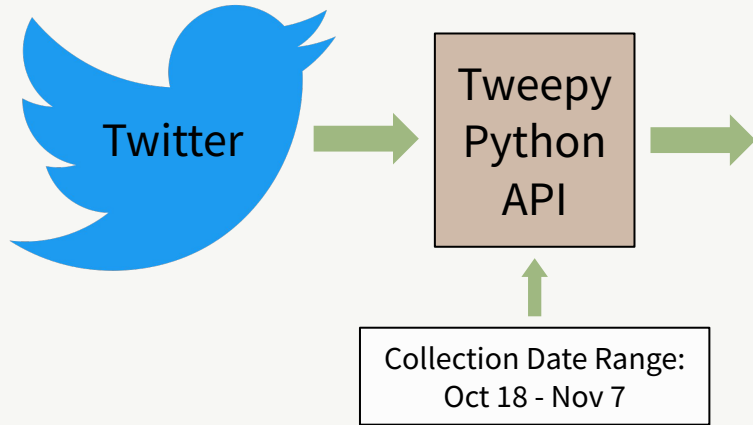 Twitter
Tweepy
Python
API
Collection Date Range:
Oct 18 - Nov 7